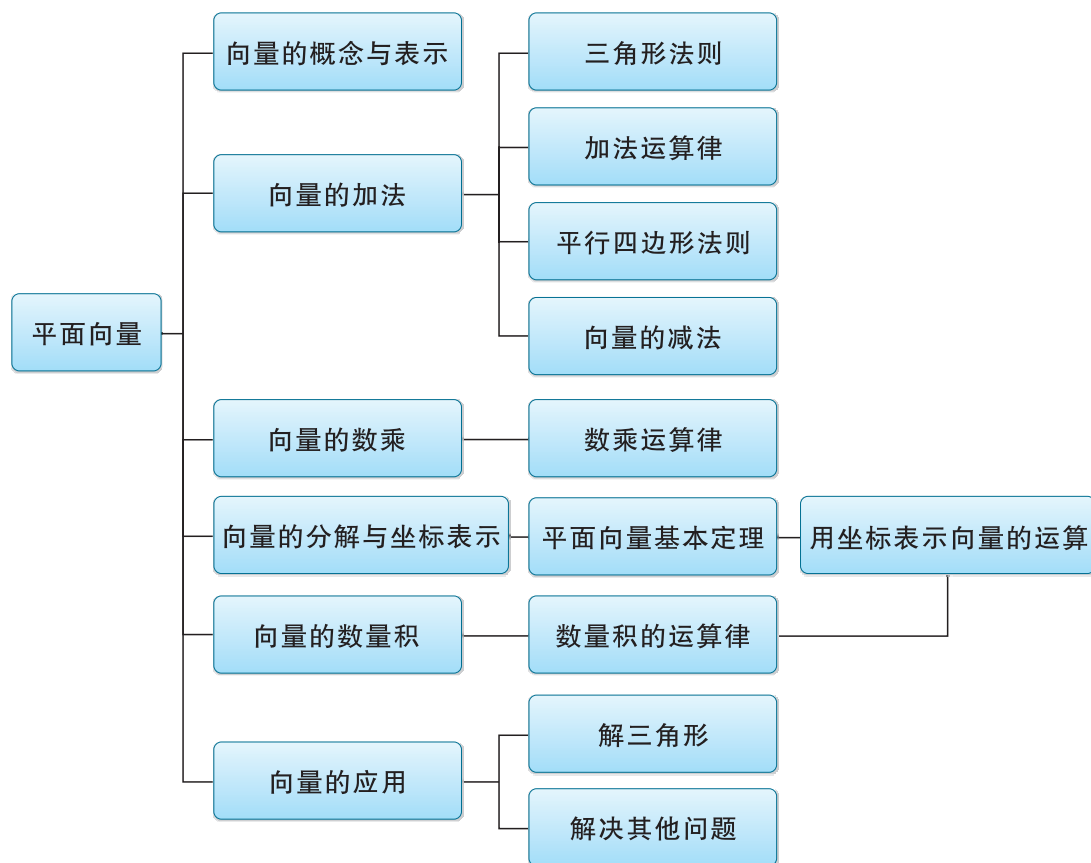 平面向量
向量的概念与表示
向量的加法
三角形法则
加法运算律
平行四边形法则
向量的减法
向量的数乘
数乘运算律
向量的分解与坐标表示
平面向量基本定理
用坐标表示向量的运算
向量的数量积
数量积的运算律
向量的应用
解三角形
解决其他问题